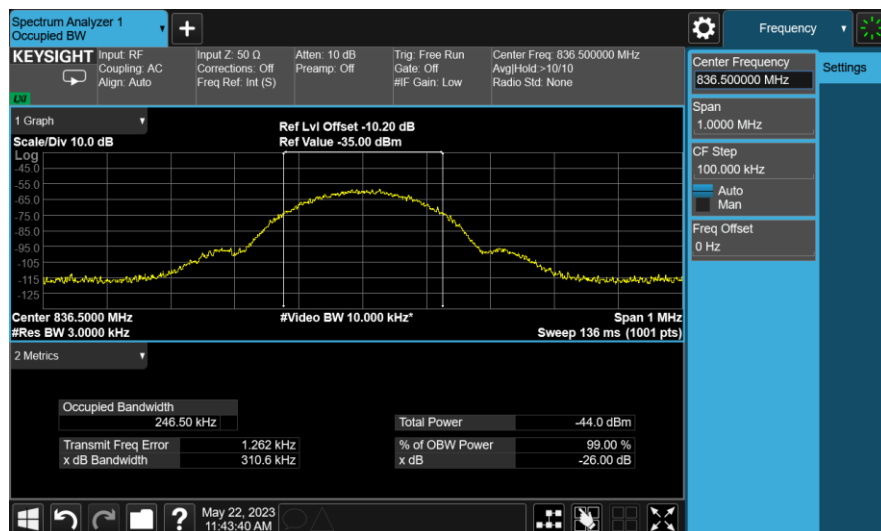 Spectrum Analyzer 1
Occupied BW
Frequency
KEYSIGHT
LXI
Input: RF
Coupling: AC
Align: Auto
Input Z: 50 Ω
Corrections: Off
Freq Ref: Int (S)
Atten: 10 dB
Preamp: Off
Trig: Free Run
Gate: Off
#IF Gain: Low
Center Freq: 836.500000 MHz
Avg|Hold:>10/10
Radio Std: None
Center Frequency
836.500000 MHz
Settings
Span
1.0000 MHz
CF Step
100.000 kHz
Auto
Man
Freq Offset
0 Hz
1 Graph
Scale/Div 10.0 dB
Ref Lvl Offset -10.20 dB
Ref Value -35.00 dBm
Log
-45.0
-55.0
-65.0
-75.0
-85.0
-95.0
-105
-115
-125
Center 836.5000 MHz
#Res BW 3.0000 kHz
#Video BW 10.000 kHz*
Span 1 MHz
Sweep 136 ms (1001 pts)
2 Metrics
Occupied Bandwidth
246.50 kHz
Total Power -44.0 dBm
Transmit Freq Error 1.262 kHz
% of OBW Power 99.00 %
x dB Bandwidth 310.6 kHz
x dB -26.00 dB
?
May 22, 2023
11:43:40 AM